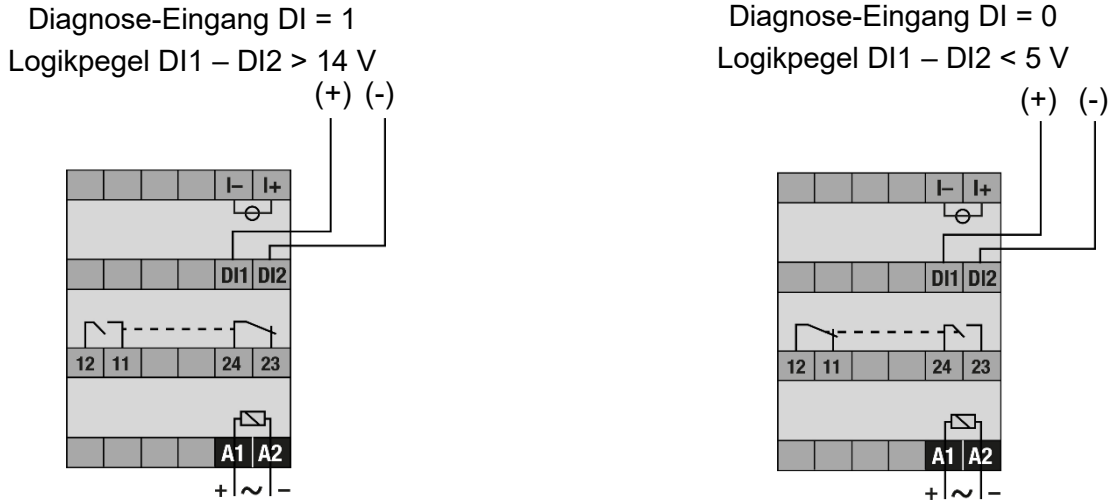 Diagnose-Eingang DI = 1
Logikpegel DI1 – DI2 > 14 V
(+) (-)
I– I+
DI1 DI2
12 11 24 23
A1 A2
+ ~ –
Diagnose-Eingang DI = 0
Logikpegel DI1 – DI2 < 5 V
(+) (-)
I– I+
DI1 DI2
12 11 24 23
A1 A2
+ ~ –